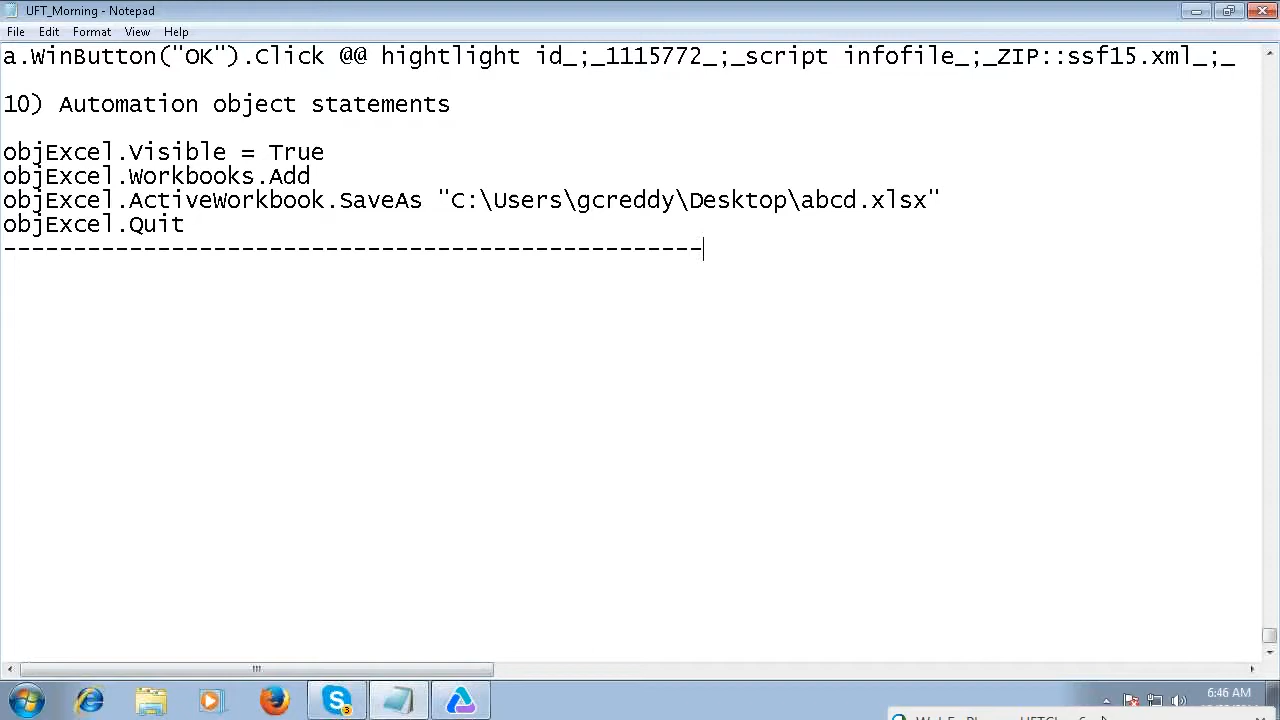 UFT_Morning - Notepad
File Edit Format View Help
a.WinButton("OK").Click @@ hightlight id_;_1115772_;_script infofile_;_ZIP::ssf15.xml_;_
10) Automation object statements
objExcel.Visible = True
objExcel.Workbooks.Add
objExcel.ActiveWorkbook.SaveAs "C:\Users\gcreddy\Desktop\abcd.xlsx"
objExcel.Quit
--------------------------------------------------
3
6:46 AM